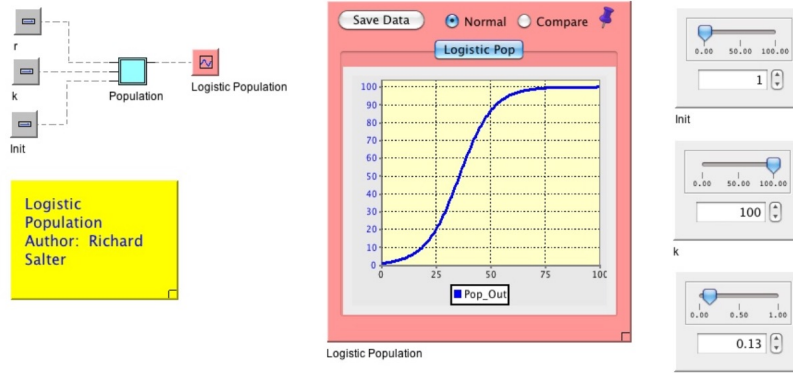 r
k
Init
Population
Logistic Population
Logistic
Population
Author: Richard
Salter
Save Data
Normal
Compare
Logistic Pop
100
90
80
70
60
50
40
30
20
10
0
0 25 50 75 100
Pop_Out
Logistic Population
0.00 50.00 100.00
1
Init
0.00 50.00 100.00
100
k
0.00 0.50 1.00
0.13